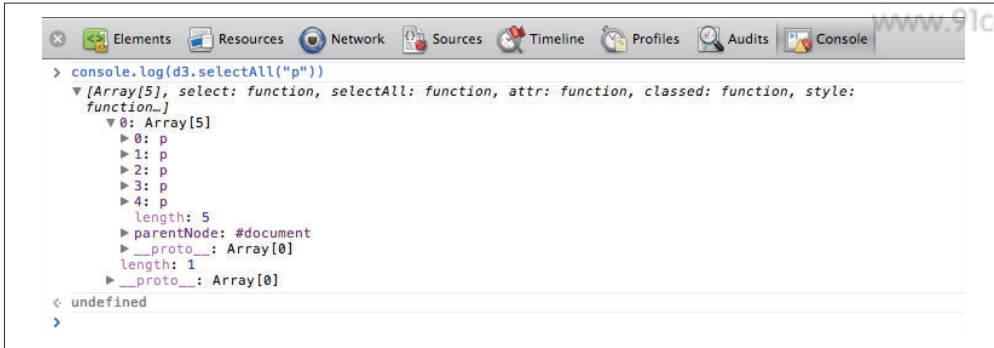 www.91c
Elements Resources Network Sources Timeline Profiles Audits Console
> console.log(d3.selectAll("p"))
▼ [Array[5], select: function, selectAll: function, attr: function, classed: function, style:
function…]
▼ 0: Array[5]
▶ 0: p
▶ 1: p
▶ 2: p
▶ 3: p
▶ 4: p
length: 5
▶ parentNode: #document
▶ __proto__: Array[0]
length: 1
▶ __proto__: Array[0]
< undefined
>